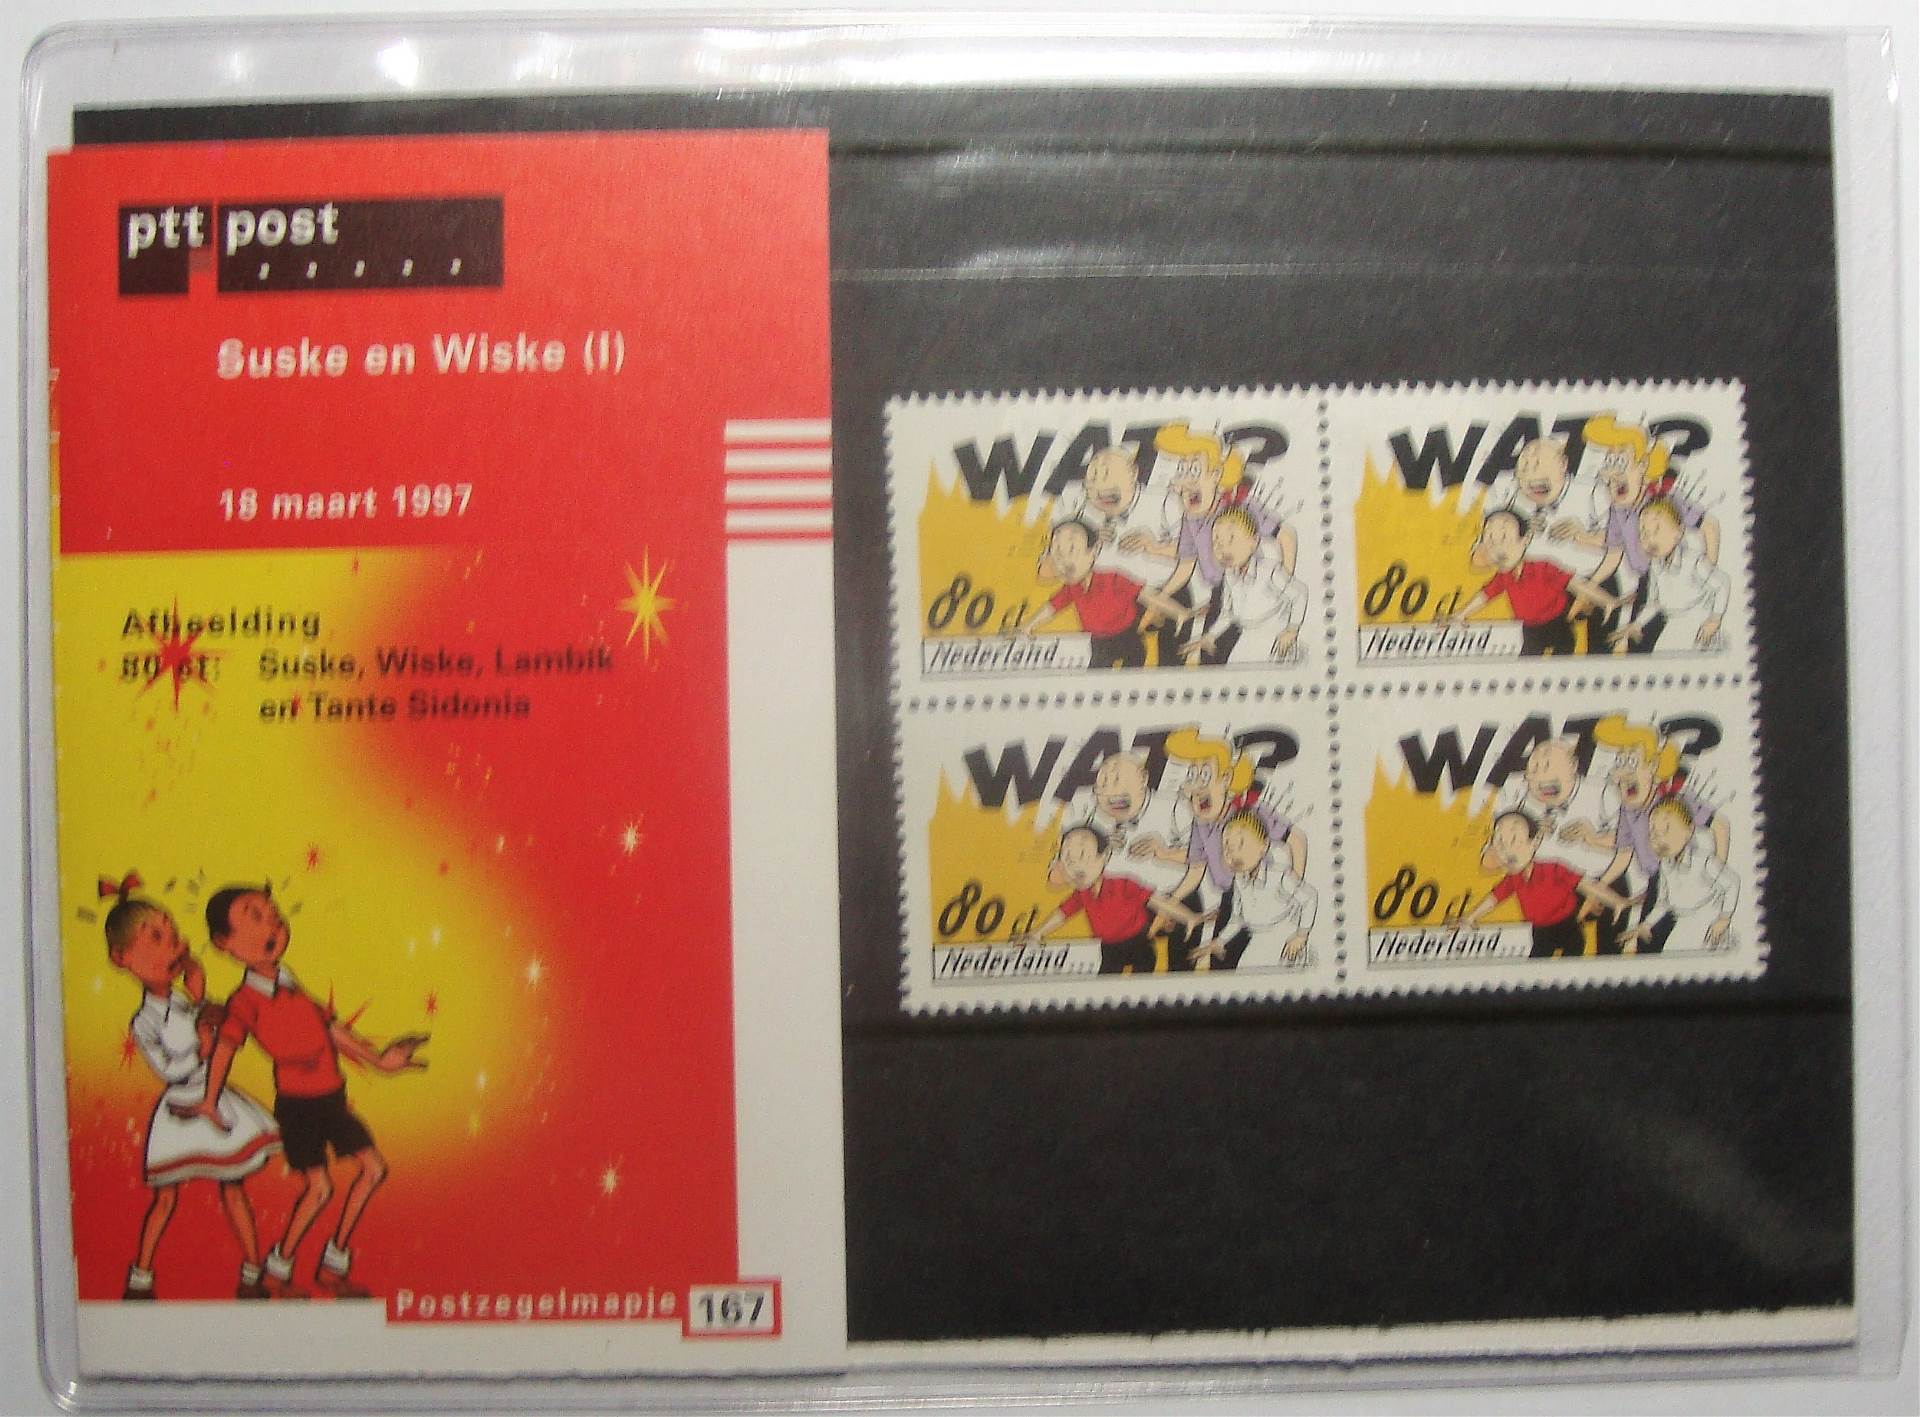 ptt post
Suske en Wiske (I)
18 maart 1997
Afbeelding
80 ct: Suske, Wiske, Lambik
en Tante Sidonia
Postzegelmapje 167
WAT?
80 ct
Nederland...
WAT?
80 ct
Nederland...
WAT?
80 ct
Nederland...
WAT?
80 ct
Nederland...